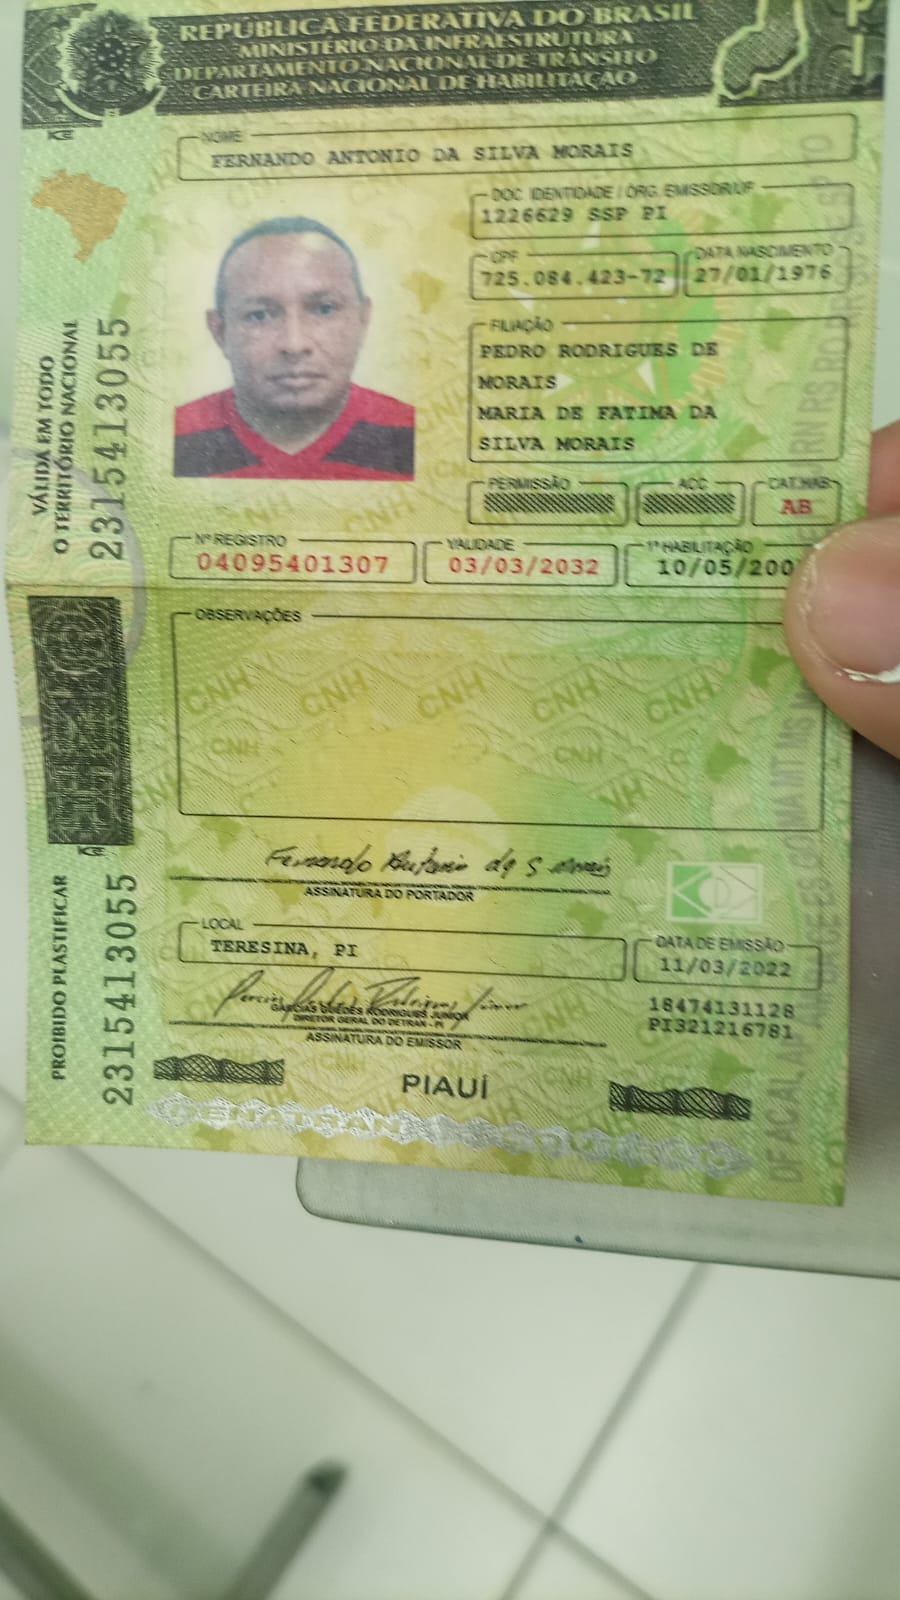 REPÚBLICA FEDERATIVA DO BRASIL
MINISTÉRIO DA INFRAESTRUTURA
DEPARTAMENTO NACIONAL DE TRÂNSITO
CARTEIRA NACIONAL DE HABILITAÇÃO
PI
NOME
FERNANDO ANTONIO DA SILVA MORAIS
DOC. IDENTIDADE / ÓRG. EMISSOR/UF
1226629 SSP PI
CPF
725.084.423-72
DATA NASCIMENTO
27/01/1976
FILIAÇÃO
PEDRO RODRIGUES DE
MORAIS
MARIA DE FATIMA DA
SILVA MORAIS
PERMISSÃO
ACC
CAT.HAB.
AB
VÁLIDA EM TODO
O TERRITÓRIO NACIONAL
2315413055
Nº REGISTRO
04095401307
VALIDADE
03/03/2032
1ª HABILITAÇÃO
10/05/200
OBSERVAÇÕES
CNH CNH CNH CNH CNH
Fernando Antonio da S Morais
ASSINATURA DO PORTADOR
LOCAL
TERESINA, PI
DATA DE EMISSÃO
11/03/2022
GARCIAS GUEDES RODRIGUES JUNIOR
DIRETOR GERAL DO DETRAN - PI
ASSINATURA DO EMISSOR
18474131128
PI321216781
PROIBIDO PLASTIFICAR
2315413055
PIAUÍ
DENATRAN